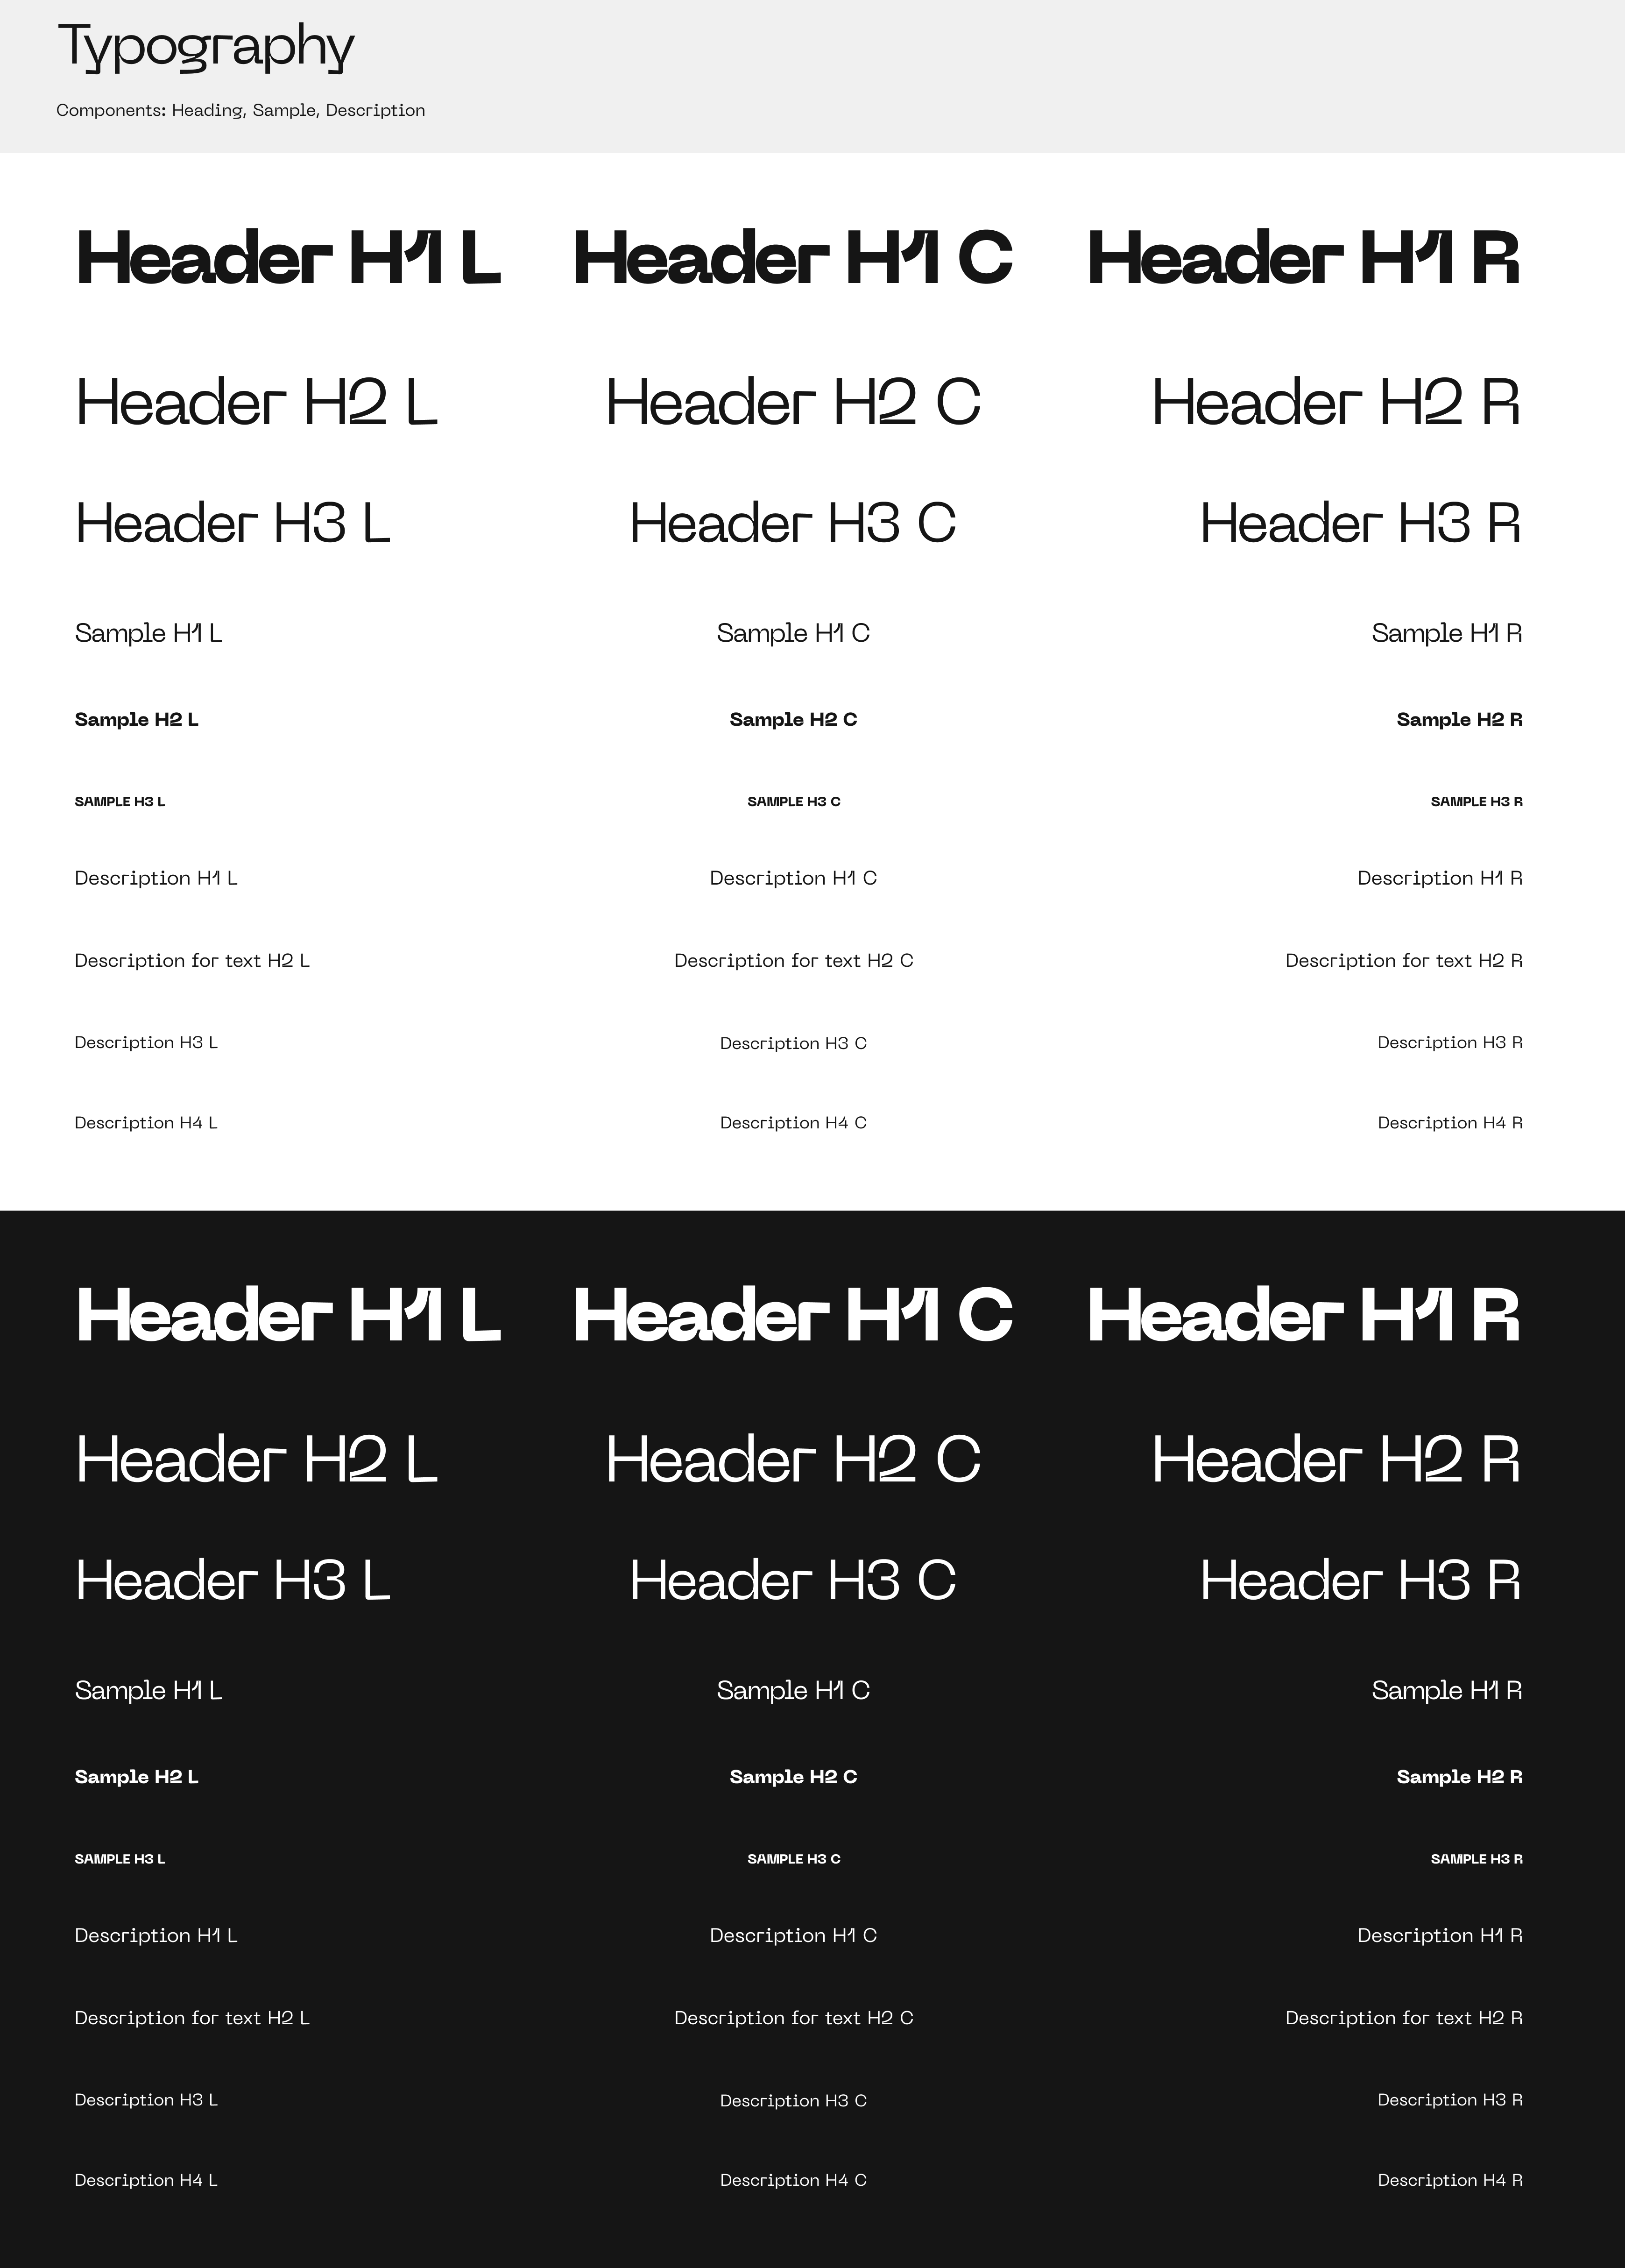 Typography
Components: Heading, Sample, Description
Header H1 L Header H1 C Header H1 R
Header H2 L Header H2 C Header H2 R
Header H3 L Header H3 C Header H3 R
Sample H1 L Sample H1 C Sample H1 R
Sample H2 L Sample H2 C Sample H2 R
SAMPLE H3 L SAMPLE H3 C SAMPLE H3 R
Description H1 L Description H1 C Description H1 R
Description for text H2 L Description for text H2 C Description for text H2 R
Description H3 L Description H3 C Description H3 R
Description H4 L Description H4 C Description H4 R
Header H1 L Header H1 C Header H1 R
Header H2 L Header H2 C Header H2 R
Header H3 L Header H3 C Header H3 R
Sample H1 L Sample H1 C Sample H1 R
Sample H2 L Sample H2 C Sample H2 R
SAMPLE H3 L SAMPLE H3 C SAMPLE H3 R
Description H1 L Description H1 C Description H1 R
Description for text H2 L Description for text H2 C Description for text H2 R
Description H3 L Description H3 C Description H3 R
Description H4 L Description H4 C Description H4 R